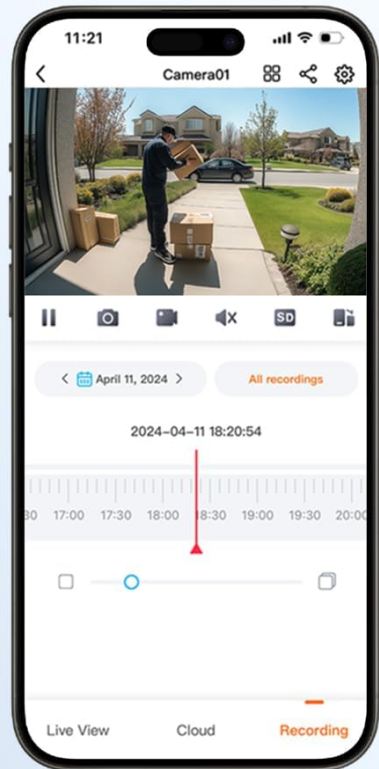 11:21
Camera01
SD
April 11, 2024
All recordings
2024-04-11 18:20:54
30 17:00 17:30 18:00 18:30 19:00 19:30 20:00
Live View Cloud Recording